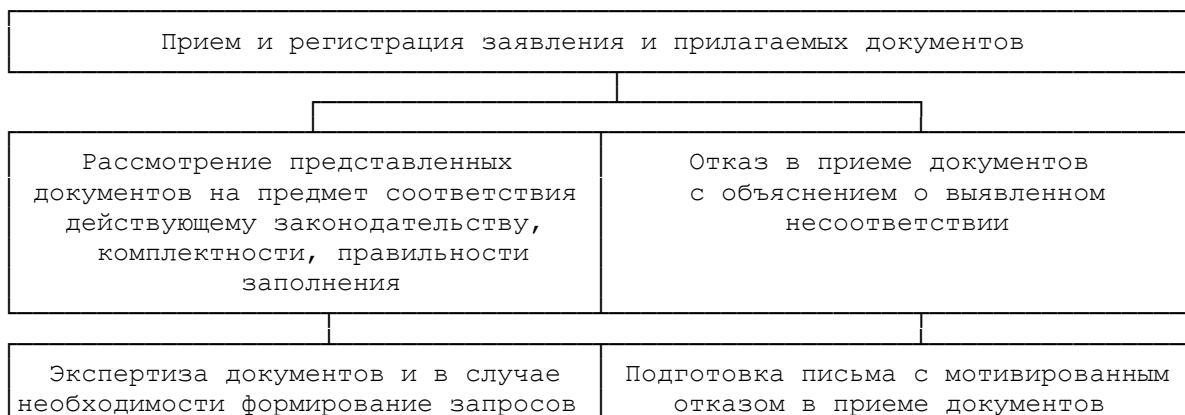 Прием и регистрация заявления и прилагаемых документов
Рассмотрение представленных
документов на предмет соответствия
действующему законодательству,
комплектности, правильности
заполнения
Отказ в приеме документов
с объяснением о выявленном
несоответствии
Экспертиза документов и в случае
необходимости формирование запросов
Подготовка письма с мотивированным
отказом в приеме документов